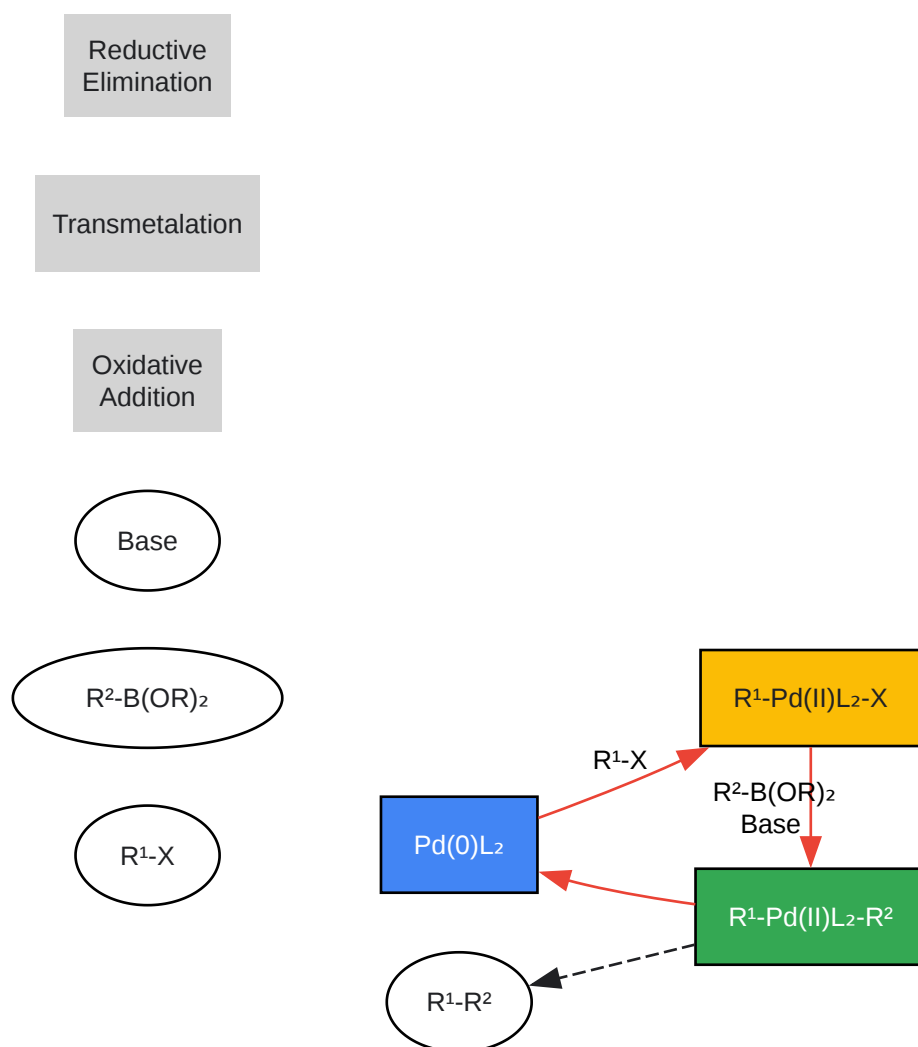 Reductive
Elimination
Transmetalation
Oxidative
Addition
Base
R²-B(OR)₂
R¹-X
R¹-Pd(II)L₂-X
R¹-X
R²-B(OR)₂
Base
Pd(0)L₂
R¹-Pd(II)L₂-R²
R¹-R²